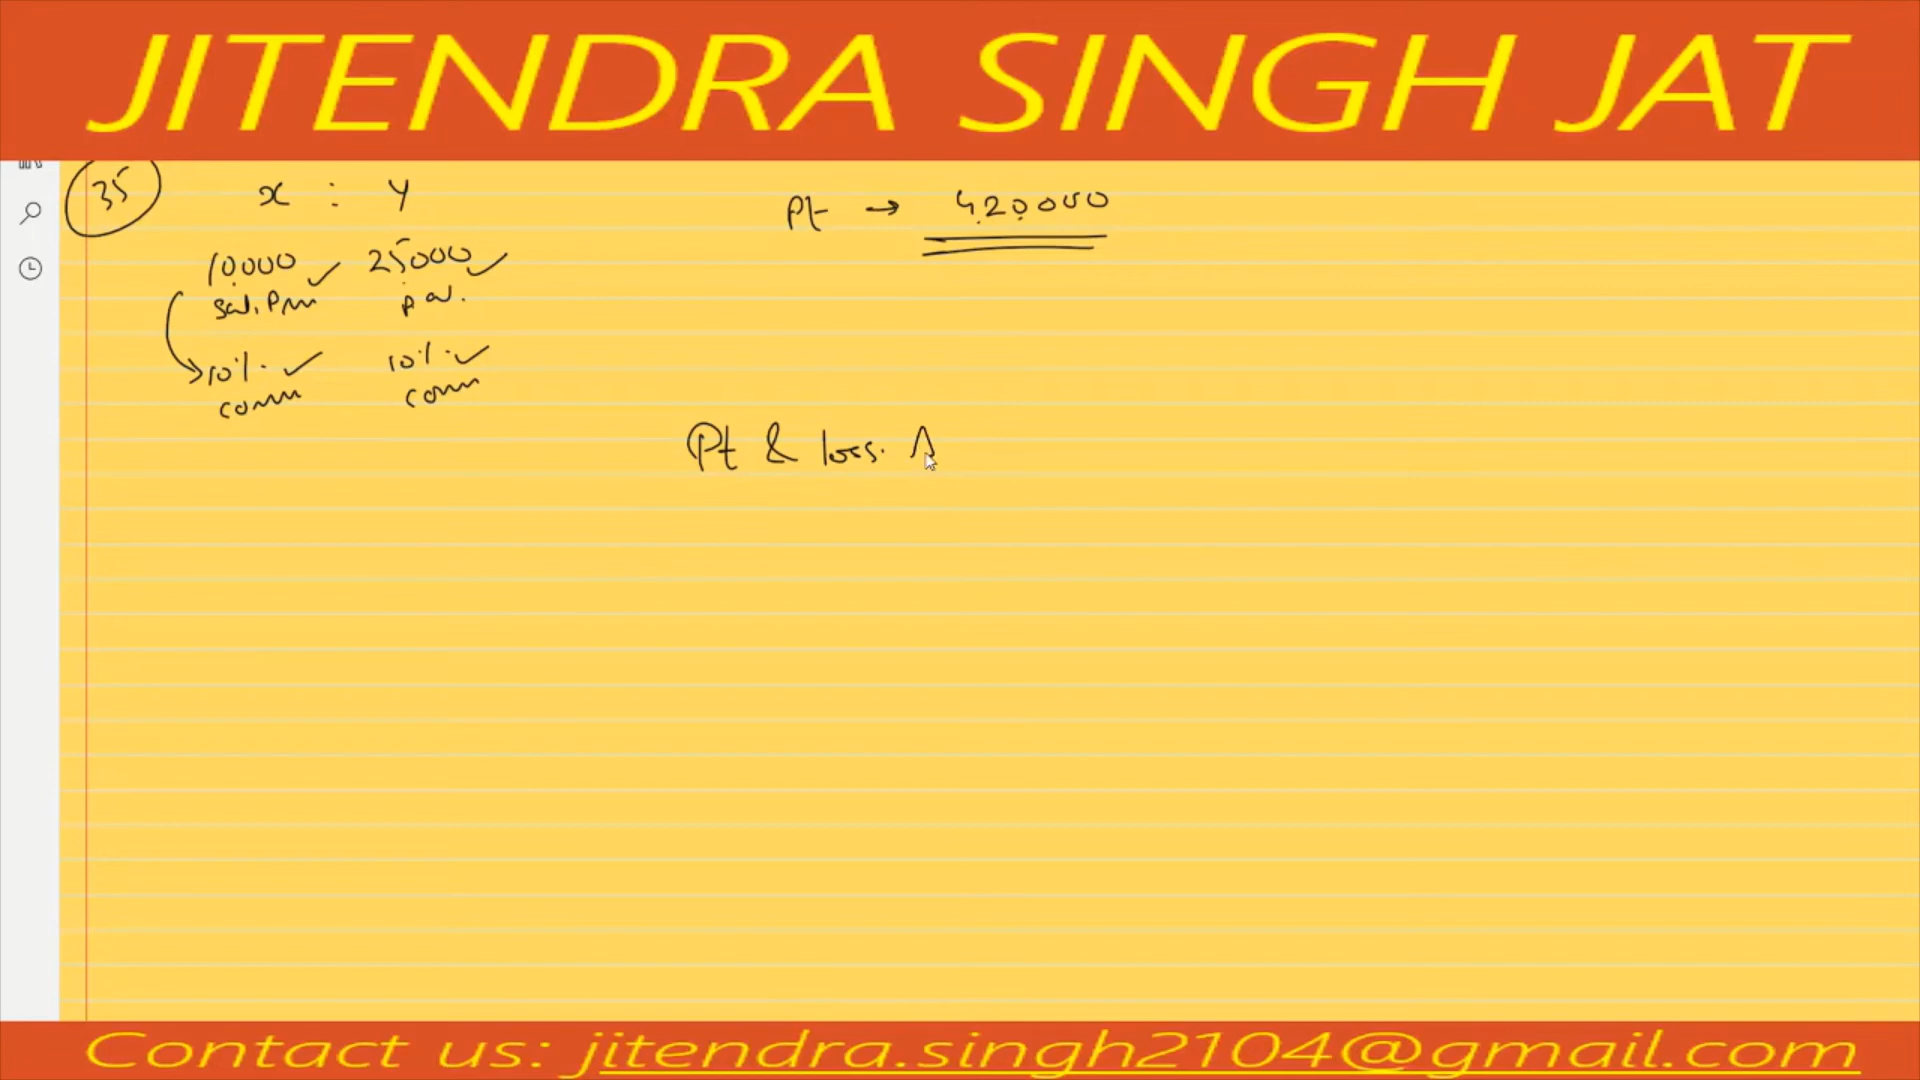 JITENDRA SINGH JAT
35
x : y
Pt → 420000
10000 25000
Sal. Pm P a.
10%. 10%.
comm comm
Pt & loss. A
Contact us: jitendra.singh2104@gmail.com